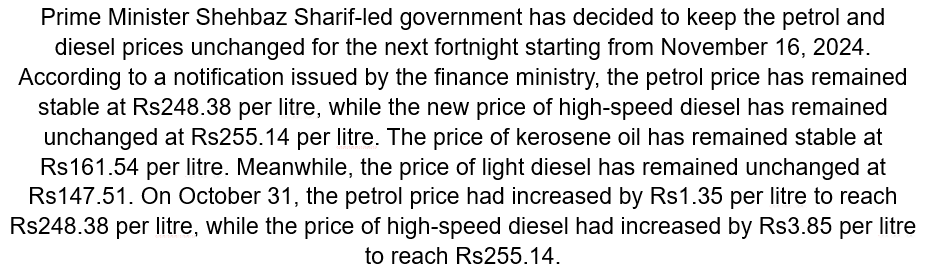 Prime Minister Shehbaz Sharif-led government has decided to keep the petrol and
diesel prices unchanged for the next fortnight starting from November 16, 2024.
According to a notification issued by the finance ministry, the petrol price has remained
stable at Rs248.38 per litre, while the new price of high-speed diesel has remained
unchanged at Rs255.14 per litre. The price of kerosene oil has remained stable at
Rs161.54 per litre. Meanwhile, the price of light diesel has remained unchanged at
Rs147.51. On October 31, the petrol price had increased by Rs1.35 per litre to reach
Rs248.38 per litre, while the price of high-speed diesel had increased by Rs3.85 per litre
to reach Rs255.14.